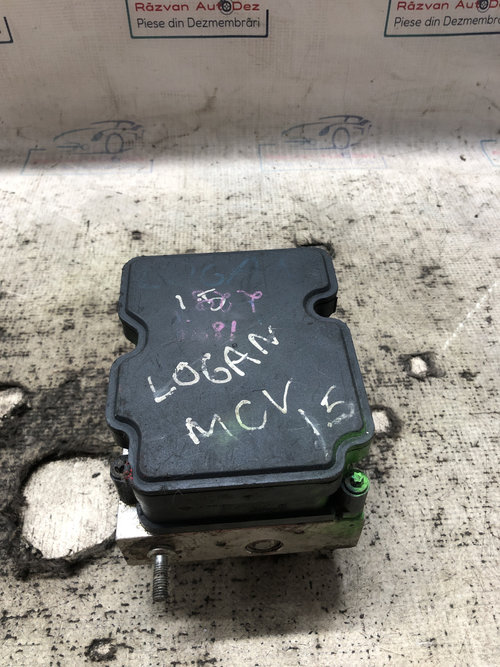 Răzvan AutoDez
Piese din Dezmembrări
Răzvan AutoDez
Piese din Dezmembrări
LOGAN
MCV 1.5